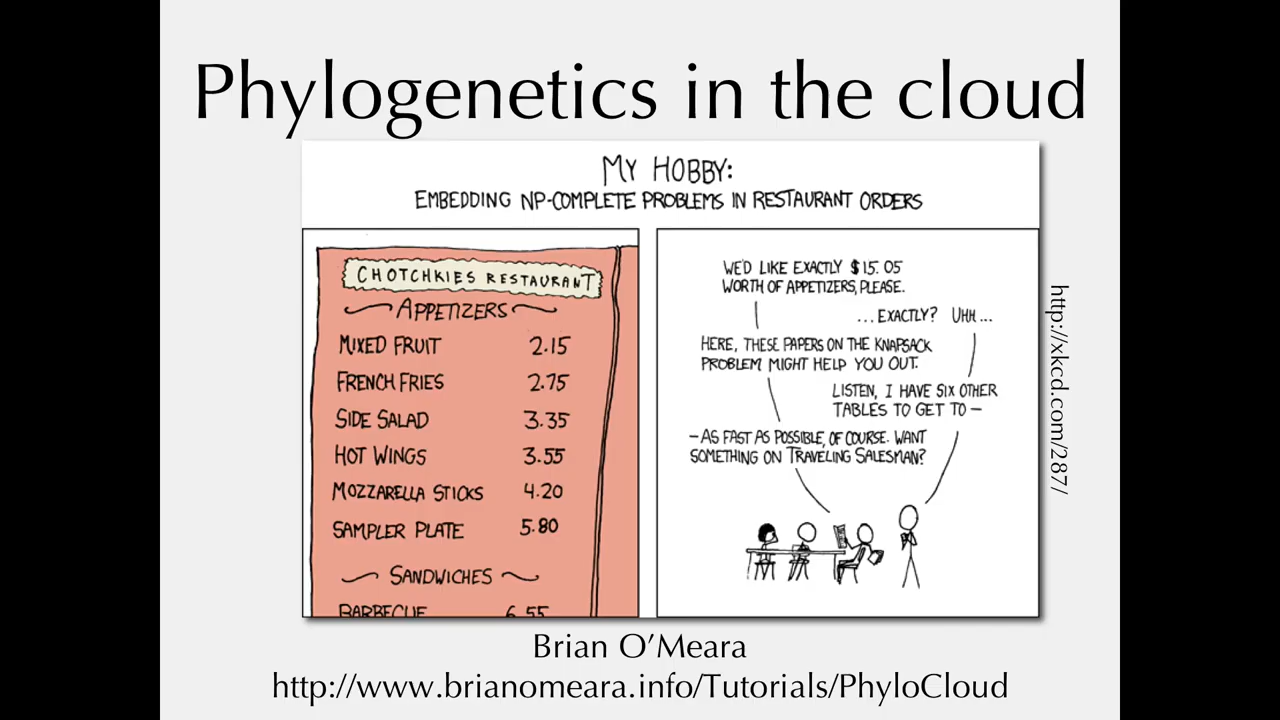 Phylogenetics in the cloud
MY HOBBY:
EMBEDDING NP-COMPLETE PROBLEMS IN RESTAURANT ORDERS
CHOTCHKIES RESTAURANT
APPETIZERS
MIXED FRUIT 2.15
FRENCH FRIES 2.75
SIDE SALAD 3.35
HOT WINGS 3.55
MOZZARELLA STICKS 4.20
SAMPLER PLATE 5.80
SANDWICHES
BARBECUE 6.55
WE'D LIKE EXACTLY $15.05
WORTH OF APPETIZERS, PLEASE.
...EXACTLY? UHH...
HERE, THESE PAPERS ON THE KNAPSACK
PROBLEM MIGHT HELP YOU OUT.
LISTEN, I HAVE SIX OTHER
TABLES TO GET TO—
—AS FAST AS POSSIBLE, OF COURSE. WANT
SOMETHING ON TRAVELING SALESMAN?
http://xkcd.com/287/
Brian O’Meara
http://www.brianomeara.info/Tutorials/PhyloCloud